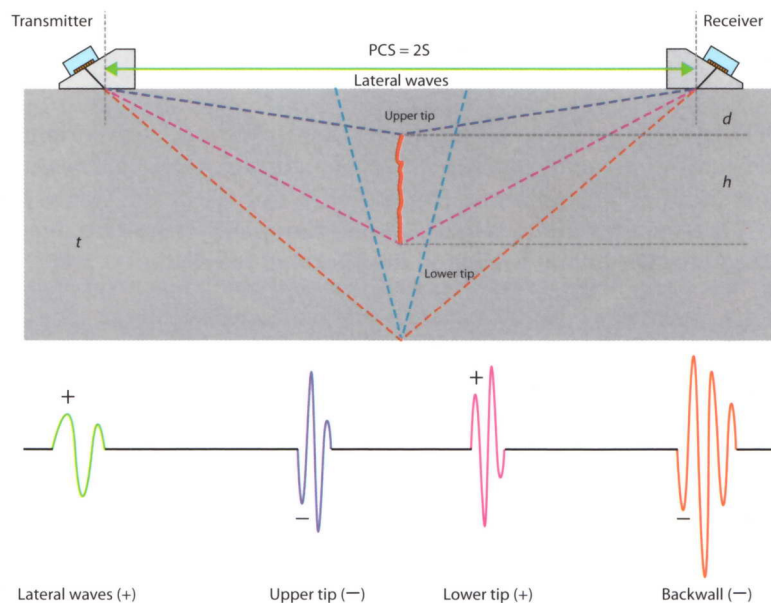 Transmitter
Receiver
PCS = 2S
Lateral waves
Upper tip
d
h
t
Lower tip
+
−
+
−
Lateral waves (+)
Upper tip (−)
Lower tip (+)
Backwall (−)